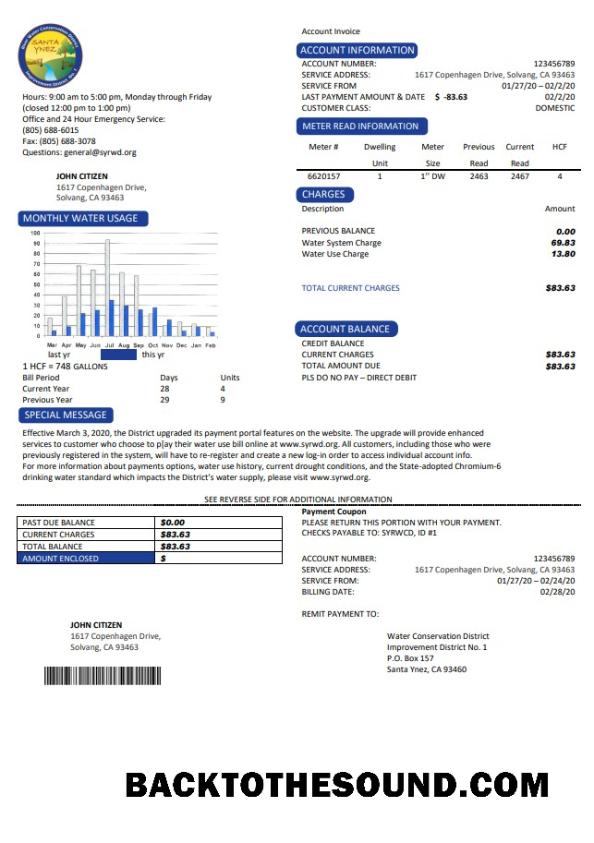 River Water Conservation District
SANTA
YNEZ
Improvement District No. 1
Hours: 9:00 am to 5:00 pm, Monday through Friday
(closed 12:00 pm to 1:00 pm)
Office and 24 Hour Emergency Service:
(805) 688-6015
Fax: (805) 688-3078
Questions: general@syrwd.org
JOHN CITIZEN
1617 Copenhagen Drive,
Solvang, CA 93463
Account Invoice
ACCOUNT INFORMATION
ACCOUNT NUMBER: 123456789
SERVICE ADDRESS: 1617 Copenhagen Drive, Solvang, CA 93463
SERVICE FROM 01/27/20 – 02/2/20
LAST PAYMENT AMOUNT & DATE $ -83.63 02/2/20
CUSTOMER CLASS: DOMESTIC
METER READ INFORMATION
Meter # Dwelling Meter Previous Current HCF
Unit Size Read Read
6620157 1 1" DW 2463 2467 4
CHARGES
Description Amount
PREVIOUS BALANCE 0.00
Water System Charge 69.83
Water Use Charge 13.80
TOTAL CURRENT CHARGES $83.63
ACCOUNT BALANCE
CREDIT BALANCE
CURRENT CHARGES $83.63
TOTAL AMOUNT DUE $83.63
PLS DO NO PAY – DIRECT DEBIT
MONTHLY WATER USAGE
100
90
80
70
60
50
40
30
20
10
0
Mar Apr May Jun Jul Aug Sep Oct Nov Dec Jan Feb
last yr this yr
1 HCF = 748 GALLONS
Bill Period Days Units
Current Year 28 4
Previous Year 29 9
SPECIAL MESSAGE
Effective March 3, 2020, the District upgraded its payment portal features on the website. The upgrade will provide enhanced
services to customer who choose to p[ay their water use bill online at www.syrwd.org. All customers, including those who were
previously registered in the system, will have to re-register and create a new log-in order to access individual account info.
For more information about payments options, water use history, current drought conditions, and the State-adopted Chromium-6
drinking water standard which impacts the District's water supply, please visit www.syrwd.org.
SEE REVERSE SIDE FOR ADDITIONAL INFORMATION
PAST DUE BALANCE $0.00
CURRENT CHARGES $83.63
TOTAL BALANCE $83.63
AMOUNT ENCLOSED $
Payment Coupon
PLEASE RETURN THIS PORTION WITH YOUR PAYMENT.
CHECKS PAYABLE TO: SYRWCD, ID #1
ACCOUNT NUMBER: 123456789
SERVICE ADDRESS: 1617 Copenhagen Drive, Solvang, CA 93463
SERVICE FROM: 01/27/20 – 02/24/20
BILLING DATE: 02/28/20
REMIT PAYMENT TO:
JOHN CITIZEN
1617 Copenhagen Drive,
Solvang, CA 93463
Water Conservation District
Improvement District No. 1
P.O. Box 157
Santa Ynez, CA 93460
BACKTOTHESOUND.COM